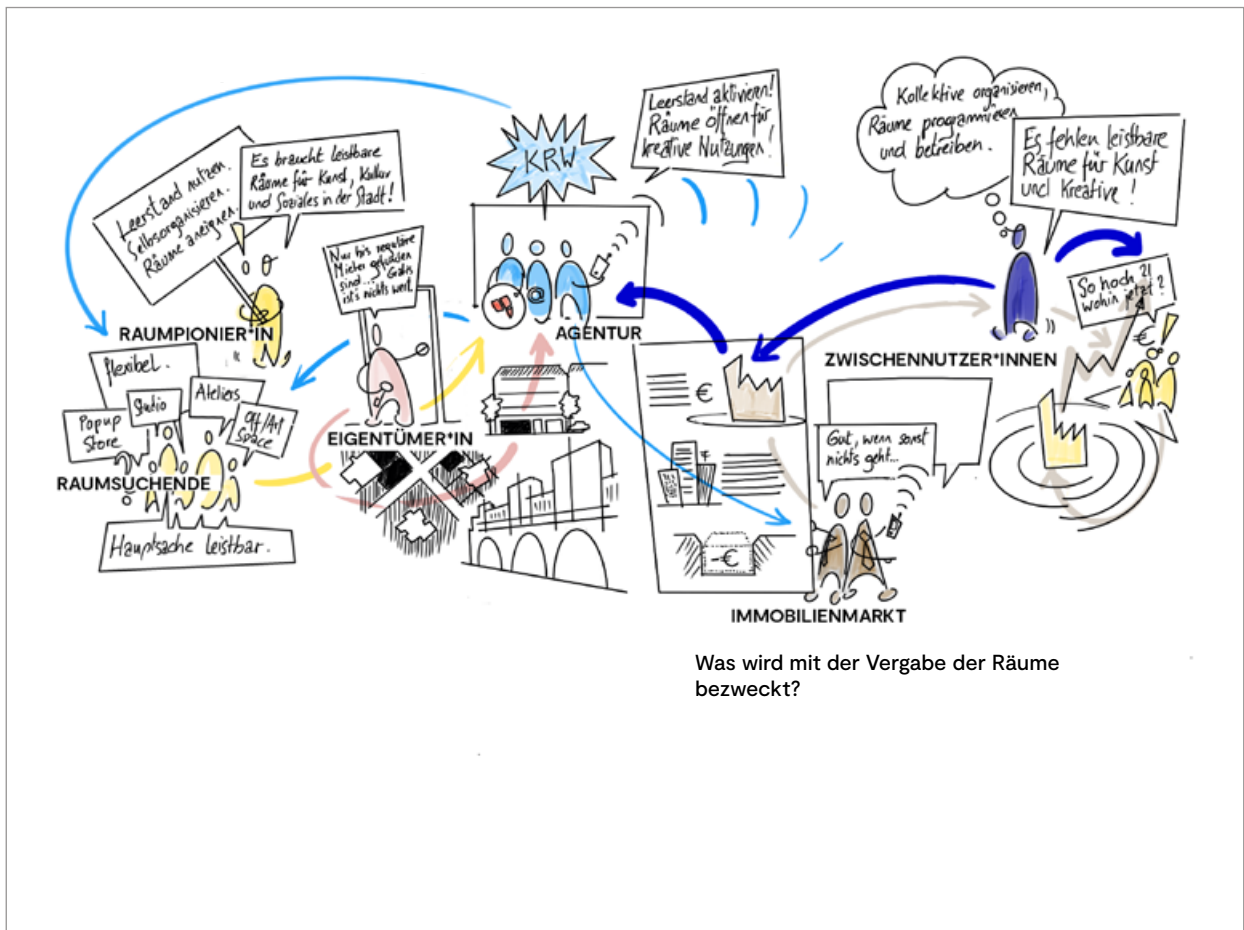 Leerstand nutzen.
Selbsorganisieren.
Räume aneignen.
Es braucht leistbare
Räume für Kunst, Kultur
und Soziales in der Stadt!
RAUMPIONIER*IN
flexibel.
Popup
Store
Studio
Ateliers
Off/Art
Space
RAUMSUCHENDE
Hauptsache leistbar.
Nur bis reguläre
Mieter gefunden
sind... Gratis
ist's nichts wert.
EIGENTÜMER*IN
KRW
AGENTUR
Leerstand aktivieren!
Räume öffnen für
kreative Nutzungen!
€
-€
Gut, wenn sonst
nichts geht...
IMMOBILIENMARKT
Kollektive organisieren,
Räume programmieren
und betreiben.
Es fehlen leistbare
Räume für Kunst
und Kreative!
ZWISCHENNUTZER*INNEN
So hoch?!
wohin jetzt?
€
Was wird mit der Vergabe der Räume
bezweckt?